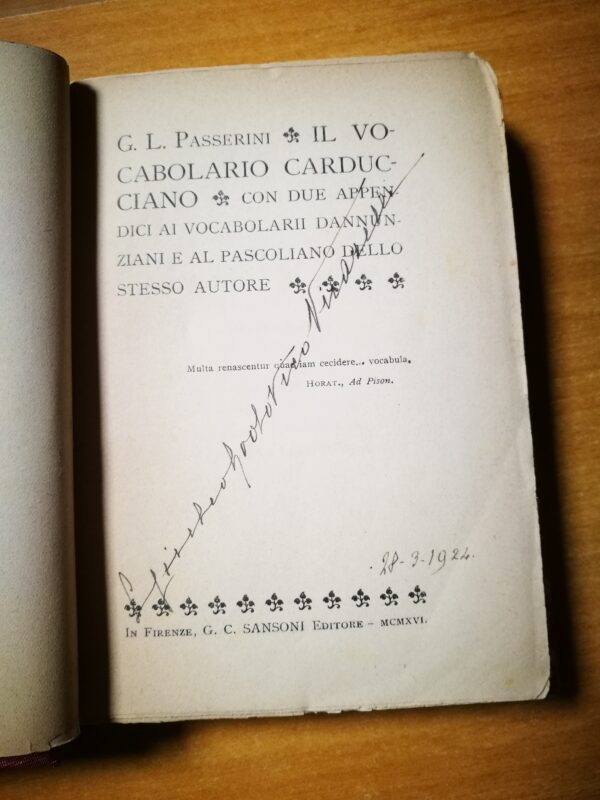 G. L. PASSERINI IL VO-
CABOLARIO CARDUC-
CIANO CON DUE APPEN-
DICI AI VOCABOLARII DANNUN-
ZIANI E AL PASCOLIANO DELLO
STESSO AUTORE
Multa renascentur quae iam cecidere... vocabula.
HORAT., Ad Pison.
28-3-1924.
IN FIRENZE, G. C. SANSONI EDITORE – MCMXVI.